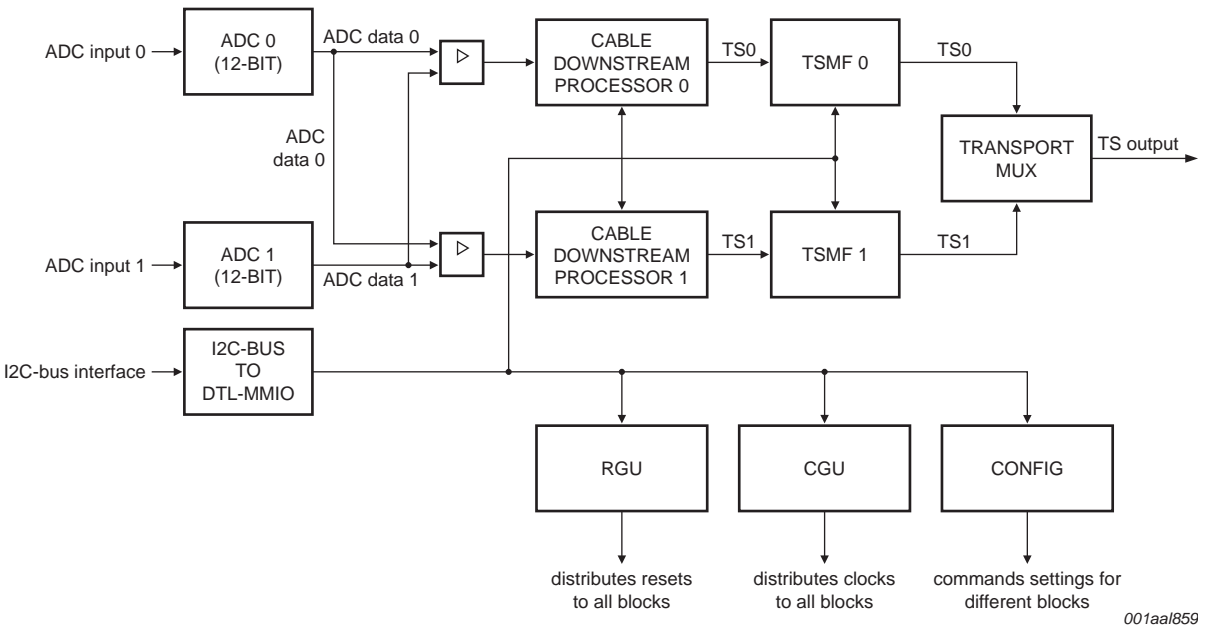 ADC input 0
ADC 0
(12-BIT)
ADC data 0
CABLE
DOWNSTREAM
PROCESSOR 0
TS0
TSMF 0
TS0
ADC
data 0
TRANSPORT
MUX
TS output
ADC input 1
ADC 1
(12-BIT)
ADC data 1
CABLE
DOWNSTREAM
PROCESSOR 1
TS1
TSMF 1
TS1
I2C-bus interface
I2C-BUS
TO
DTL-MMIO
RGU
CGU
CONFIG
distributes resets
to all blocks
distributes clocks
to all blocks
commands settings for
different blocks
001aal859